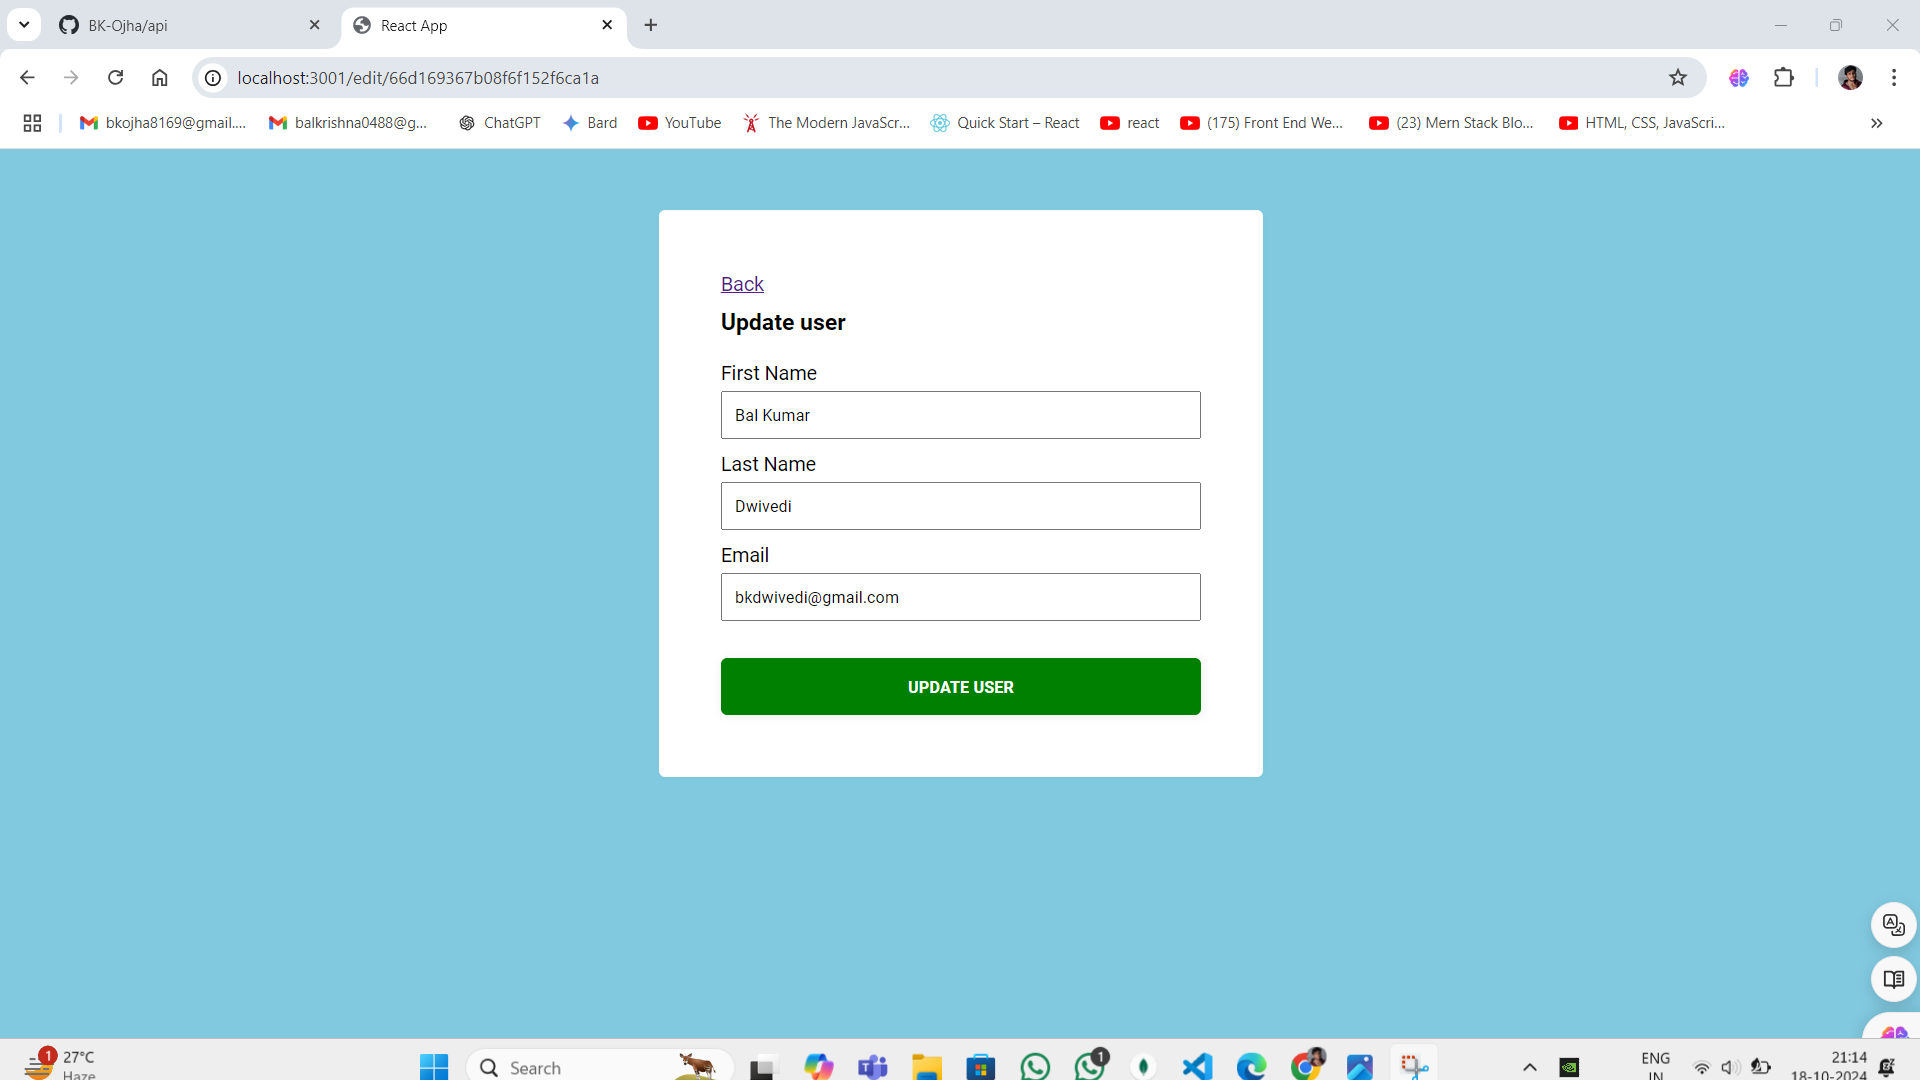 BK-Ojha/api
React App
localhost:3001/edit/66d169367b08f6f152f6ca1a
bkojha8169@gmail.... balkrishna0488@g... ChatGPT Bard YouTube The Modern JavaScr... Quick Start – React react (175) Front End We... (23) Mern Stack Blo... HTML, CSS, JavaScri...
Back
Update user
First Name
Bal Kumar
Last Name
Dwivedi
Email
bkdwivedi@gmail.com
UPDATE USER
1
27°C
Haze
Search
1
ENG
IN
21:14
18-10-2024